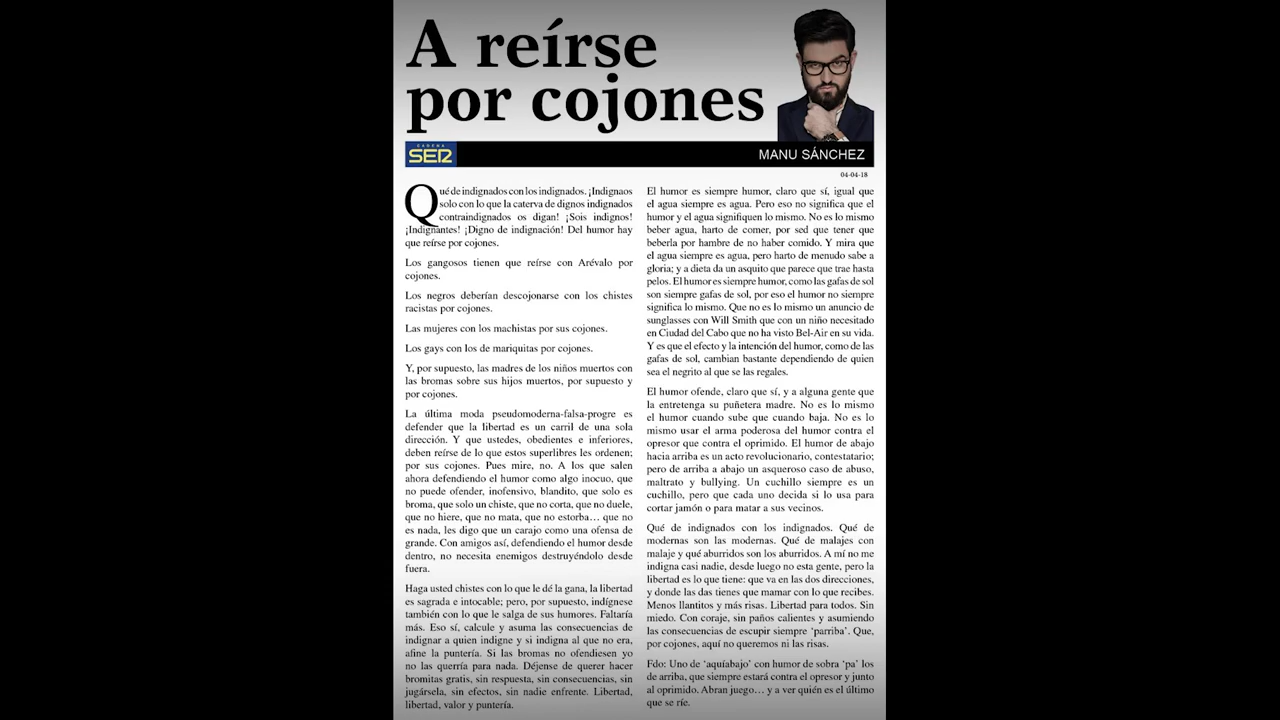 A reírse
por cojones
CADENA
SER
MANU SÁNCHEZ
04-04-18
Qué de indignados con los indignados. ¡Indignaos
solo con lo que la caterva de dignos indignados
contraindignados os digan! ¡Sois indignos!
¡Indignantes! ¡Digno de indignación! Del humor hay
que reírse por cojones.
Los gangosos tienen que reírse con Arévalo por
cojones.
Los negros deberían descojonarse con los chistes
racistas por cojones.
Las mujeres con los machistas por sus cojones.
Los gays con los de mariquitas por cojones.
Y, por supuesto, las madres de los niños muertos con
las bromas sobre sus hijos muertos, por supuesto y
por cojones.
La última moda pseudomoderna-falsa-progre es
defender que la libertad es un carril de una sola
dirección. Y que ustedes, obedientes e inferiores,
deben reírse de lo que estos superlibres les ordenen;
por sus cojones. Pues mire, no. A los que salen
ahora defendiendo el humor como algo inocuo, que
no puede ofender, inofensivo, blandito, que solo es
broma, que solo un chiste, que no corta, que no duele,
que no hiere, que no mata, que no estorba… que no
es nada, les digo que un carajo como una ofensa de
grande. Con amigos así, defendiendo el humor desde
dentro, no necesita enemigos destruyéndolo desde
fuera.
Haga usted chistes con lo que le dé la gana, la libertad
es sagrada e intocable; pero, por supuesto, indígnese
también con lo que le salga de sus humores. Faltaría
más. Eso sí, calcule y asuma las consecuencias de
indignar a quien indigne y si indigna al que no era,
afine la puntería. Si las bromas no ofendiesen yo
no las querría para nada. Déjense de querer hacer
bromitas gratis, sin respuesta, sin consecuencias, sin
jugársela, sin efectos, sin nadie enfrente. Libertad,
libertad, valor y puntería.
El humor es siempre humor, claro que sí, igual que
el agua siempre es agua. Pero eso no significa que el
humor y el agua signifiquen lo mismo. No es lo mismo
beber agua, harto de comer, por sed que tener que
beberla por hambre de no haber comido. Y mira que
el agua siempre es agua, pero harto de menudo sabe a
gloria; y a dieta da un asquito que parece que trae hasta
pelos. El humor es siempre humor, como las gafas de sol
son siempre gafas de sol, por eso el humor no siempre
significa lo mismo. Que no es lo mismo un anuncio de
sunglasses con Will Smith que con un niño necesitado
en Ciudad del Cabo que no ha visto Bel-Air en su vida.
Y es que el efecto y la intención del humor, como de las
gafas de sol, cambian bastante dependiendo de quien
sea el negrito al que se las regales.
El humor ofende, claro que sí, y a alguna gente que
la entretenga su puñetera madre. No es lo mismo
el humor cuando sube que cuando baja. No es lo
mismo usar el arma poderosa del humor contra el
opresor que contra el oprimido. El humor de abajo
hacia arriba es un acto revolucionario, contestatario;
pero de arriba a abajo un asqueroso caso de abuso,
maltrato y bullying. Un cuchillo siempre es un
cuchillo, pero que cada uno decida si lo usa para
cortar jamón o para matar a sus vecinos.
Qué de indignados con los indignados. Qué de
modernas son las modernas. Qué de malajes con
malaje y qué aburridos son los aburridos. A mí no me
indigna casi nadie, desde luego no esta gente, pero la
libertad es lo que tiene: que va en las dos direcciones,
y donde las das tienes que mamar con lo que recibes.
Menos llantitos y más risas. Libertad para todos. Sin
miedo. Con coraje, sin paños calientes y asumiendo
las consecuencias de escupir siempre ‘parriba’. Que,
por cojones, aquí no queremos ni las risas.
Fdo: Uno de ‘aquíabajo’ con humor de sobra ‘pa’ los
de arriba, que siempre estará contra el opresor y junto
al oprimido. Abran juego… y a ver quién es el último
que se ríe.